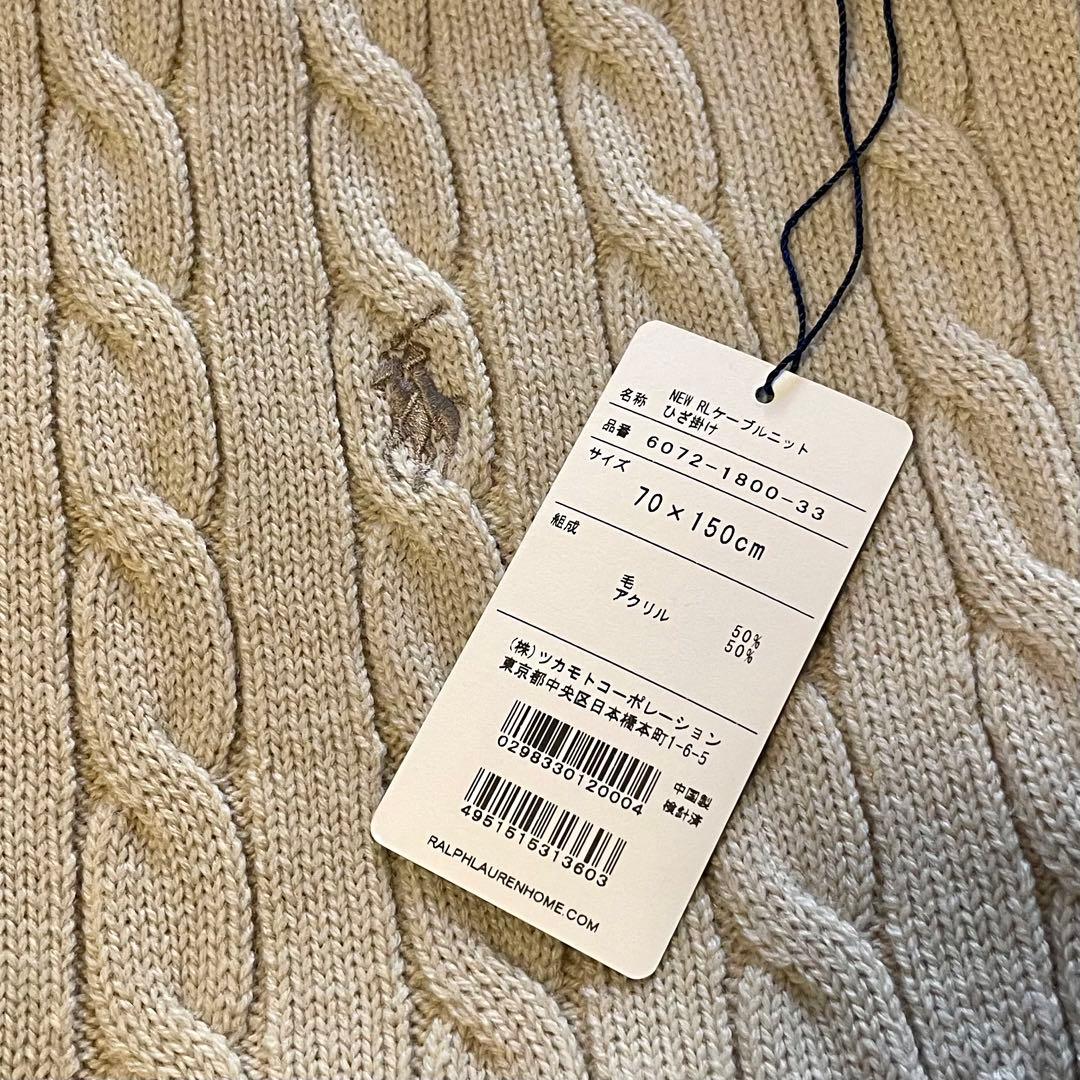 名称 NEW RLケーブルニット
ひざ掛け
品番 6072-1800-33
サイズ
70×150cm
組成
毛 50%
アクリル 50%
(株)ツカモトコーポレーション
東京都中央区日本橋本町1-6-5
0298330120004
中国製
検針済
4951515313603
RALPHLAURENHOME.COM